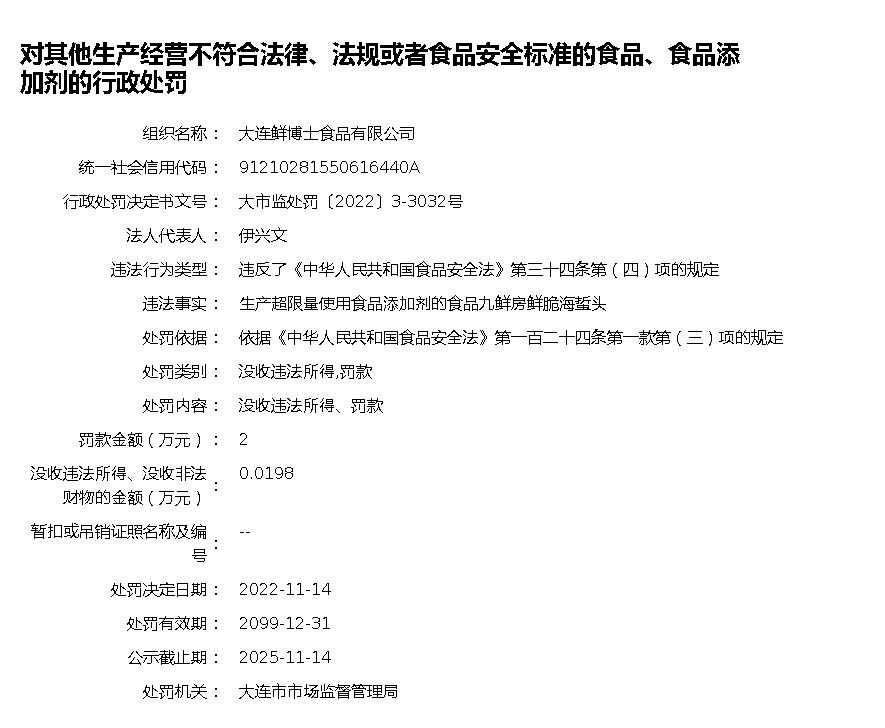 对其他生产经营不符合法律、法规或者食品安全标准的食品、食品添
加剂的行政处罚
组织名称： 大连鲜博士食品有限公司
统一社会信用代码： 91210281550616440A
行政处罚决定书文号： 大市监处罚〔2022〕3-3032号
法人代表人： 伊兴文
违法行为类型： 违反了《中华人民共和国食品安全法》第三十四条第（四）项的规定
违法事实： 生产超限量使用食品添加剂的食品九鲜房鲜脆海蜇头
处罚依据： 依据《中华人民共和国食品安全法》第一百二十四条第一款第（三）项的规定
处罚类别： 没收违法所得,罚款
处罚内容： 没收违法所得、罚款
罚款金额（万元）： 2
没收违法所得、没收非法
财物的金额（万元）： 0.0198
暂扣或吊销证照名称及编
号： --
处罚决定日期： 2022-11-14
处罚有效期： 2099-12-31
公示截止期： 2025-11-14
处罚机关： 大连市市场监督管理局